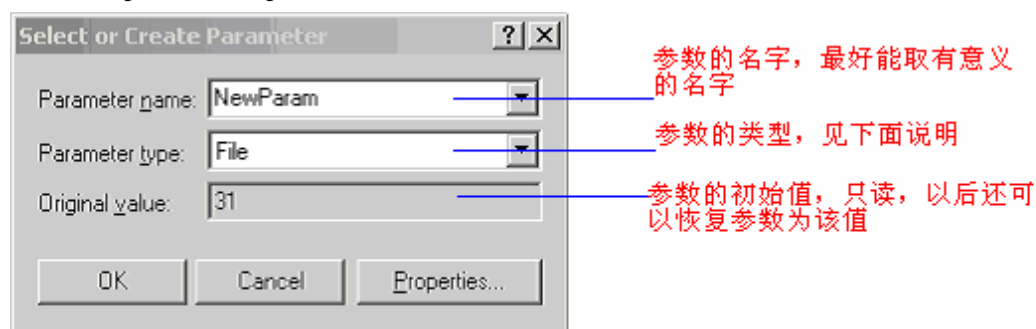 Select or Create Parameter
参数的名字，最好能取有意义
的名字
Parameter name: NewParam
参数的类型，见下面说明
Parameter type: File
参数的初始值，只读，以后还可
以恢复参数为该值
Original value: 31
OK Cancel Properties...